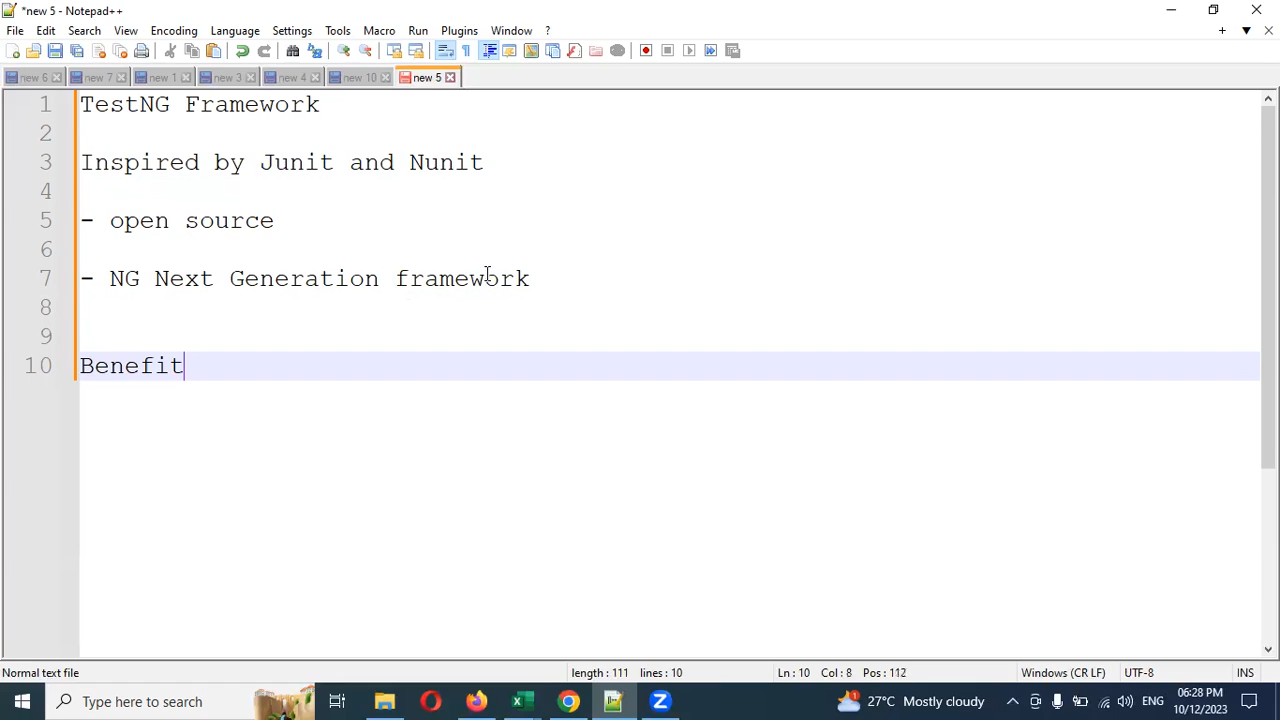 *new 5 - Notepad++
File Edit Search View Encoding Language Settings Tools Macro Run Plugins Window ?
new 6 new 7 new 1 new 3 new 4 new 10 new 5
1 TestNG Framework
2
3 Inspired by Junit and Nunit
4
5 - open source
6
7 - NG Next Generation framework
8
9
10 Benefit
Normal text file length : 111 lines : 10 Ln : 10 Col : 8 Pos : 112 Windows (CR LF) UTF-8 INS
Type here to search 27°C Mostly cloudy ENG 06:28 PM
10/12/2023